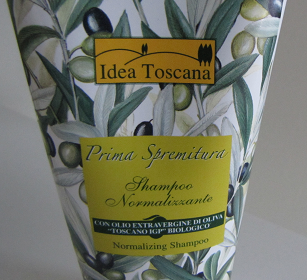 Idea Toscana
Prima Spremitura
Shampoo
Normalizzante
CON OLIO EXTRAVERGINE DI OLIVA
"TOSCANO IGP" BIOLOGICO
Normalizing Shampoo